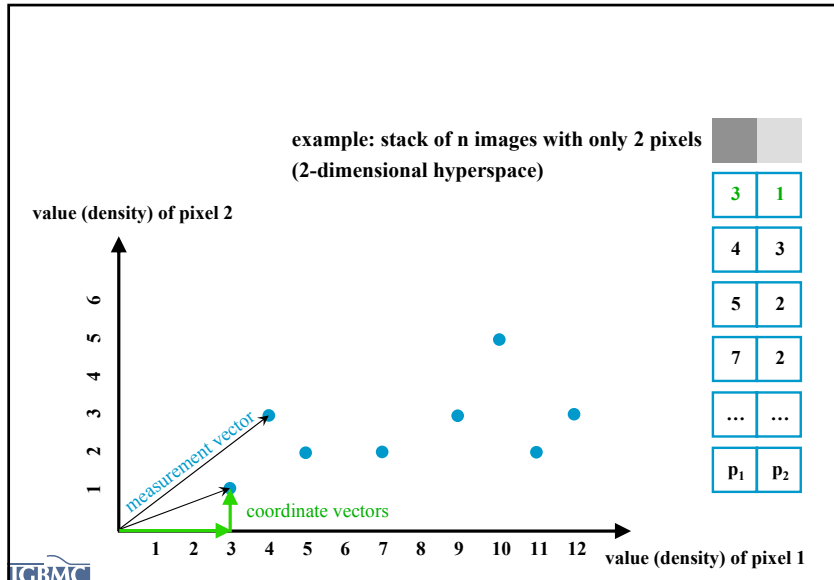 example: stack of n images with only 2 pixels
(2-dimensional hyperspace)
3 1
4 3
5 2
7 2
... ...
p1 p2
value (density) of pixel 2
6
5
4
3
2
1
measurement vector
coordinate vectors
1 2 3 4 5 6 7 8 9 10 11 12
value (density) of pixel 1
IGBMC